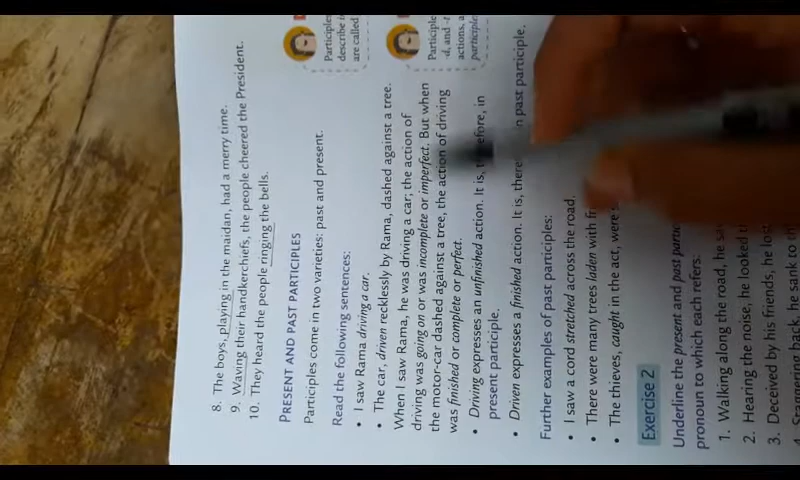 8. The boys, playing in the maidan, had a merry time.
9. Waving their handkerchiefs, the people cheered the President.
10. They heard the people ringing the bells.
PRESENT AND PAST PARTICIPLES
Participles come in two varieties: past and present.
Read the following sentences:
• I saw Rama driving a car.
• The car, driven recklessly by Rama, dashed against a tree.
When I saw Rama, he was driving a car; the action of
driving was going on or was incomplete or imperfect. But when
the motor-car dashed against a tree, the action of driving
was finished or complete or perfect.
• Driving expresses an unfinished action. It is, in
present participle.
• Driven expresses a finished action. It is, past participle.
Further examples of past participles:
• I saw a cord stretched across the road.
• There were many trees laden with
• The thieves, caught in the act, were
Exercise 2
Underline the present and past
pronoun to which each refers:
1. Walking along the road, he
2. Hearing the noise, he looked
3. Deceived by his friends, he
4. Staggering back, he sank to
Participles
describe
are called
Participle
-d, and -t
actions, a
participle